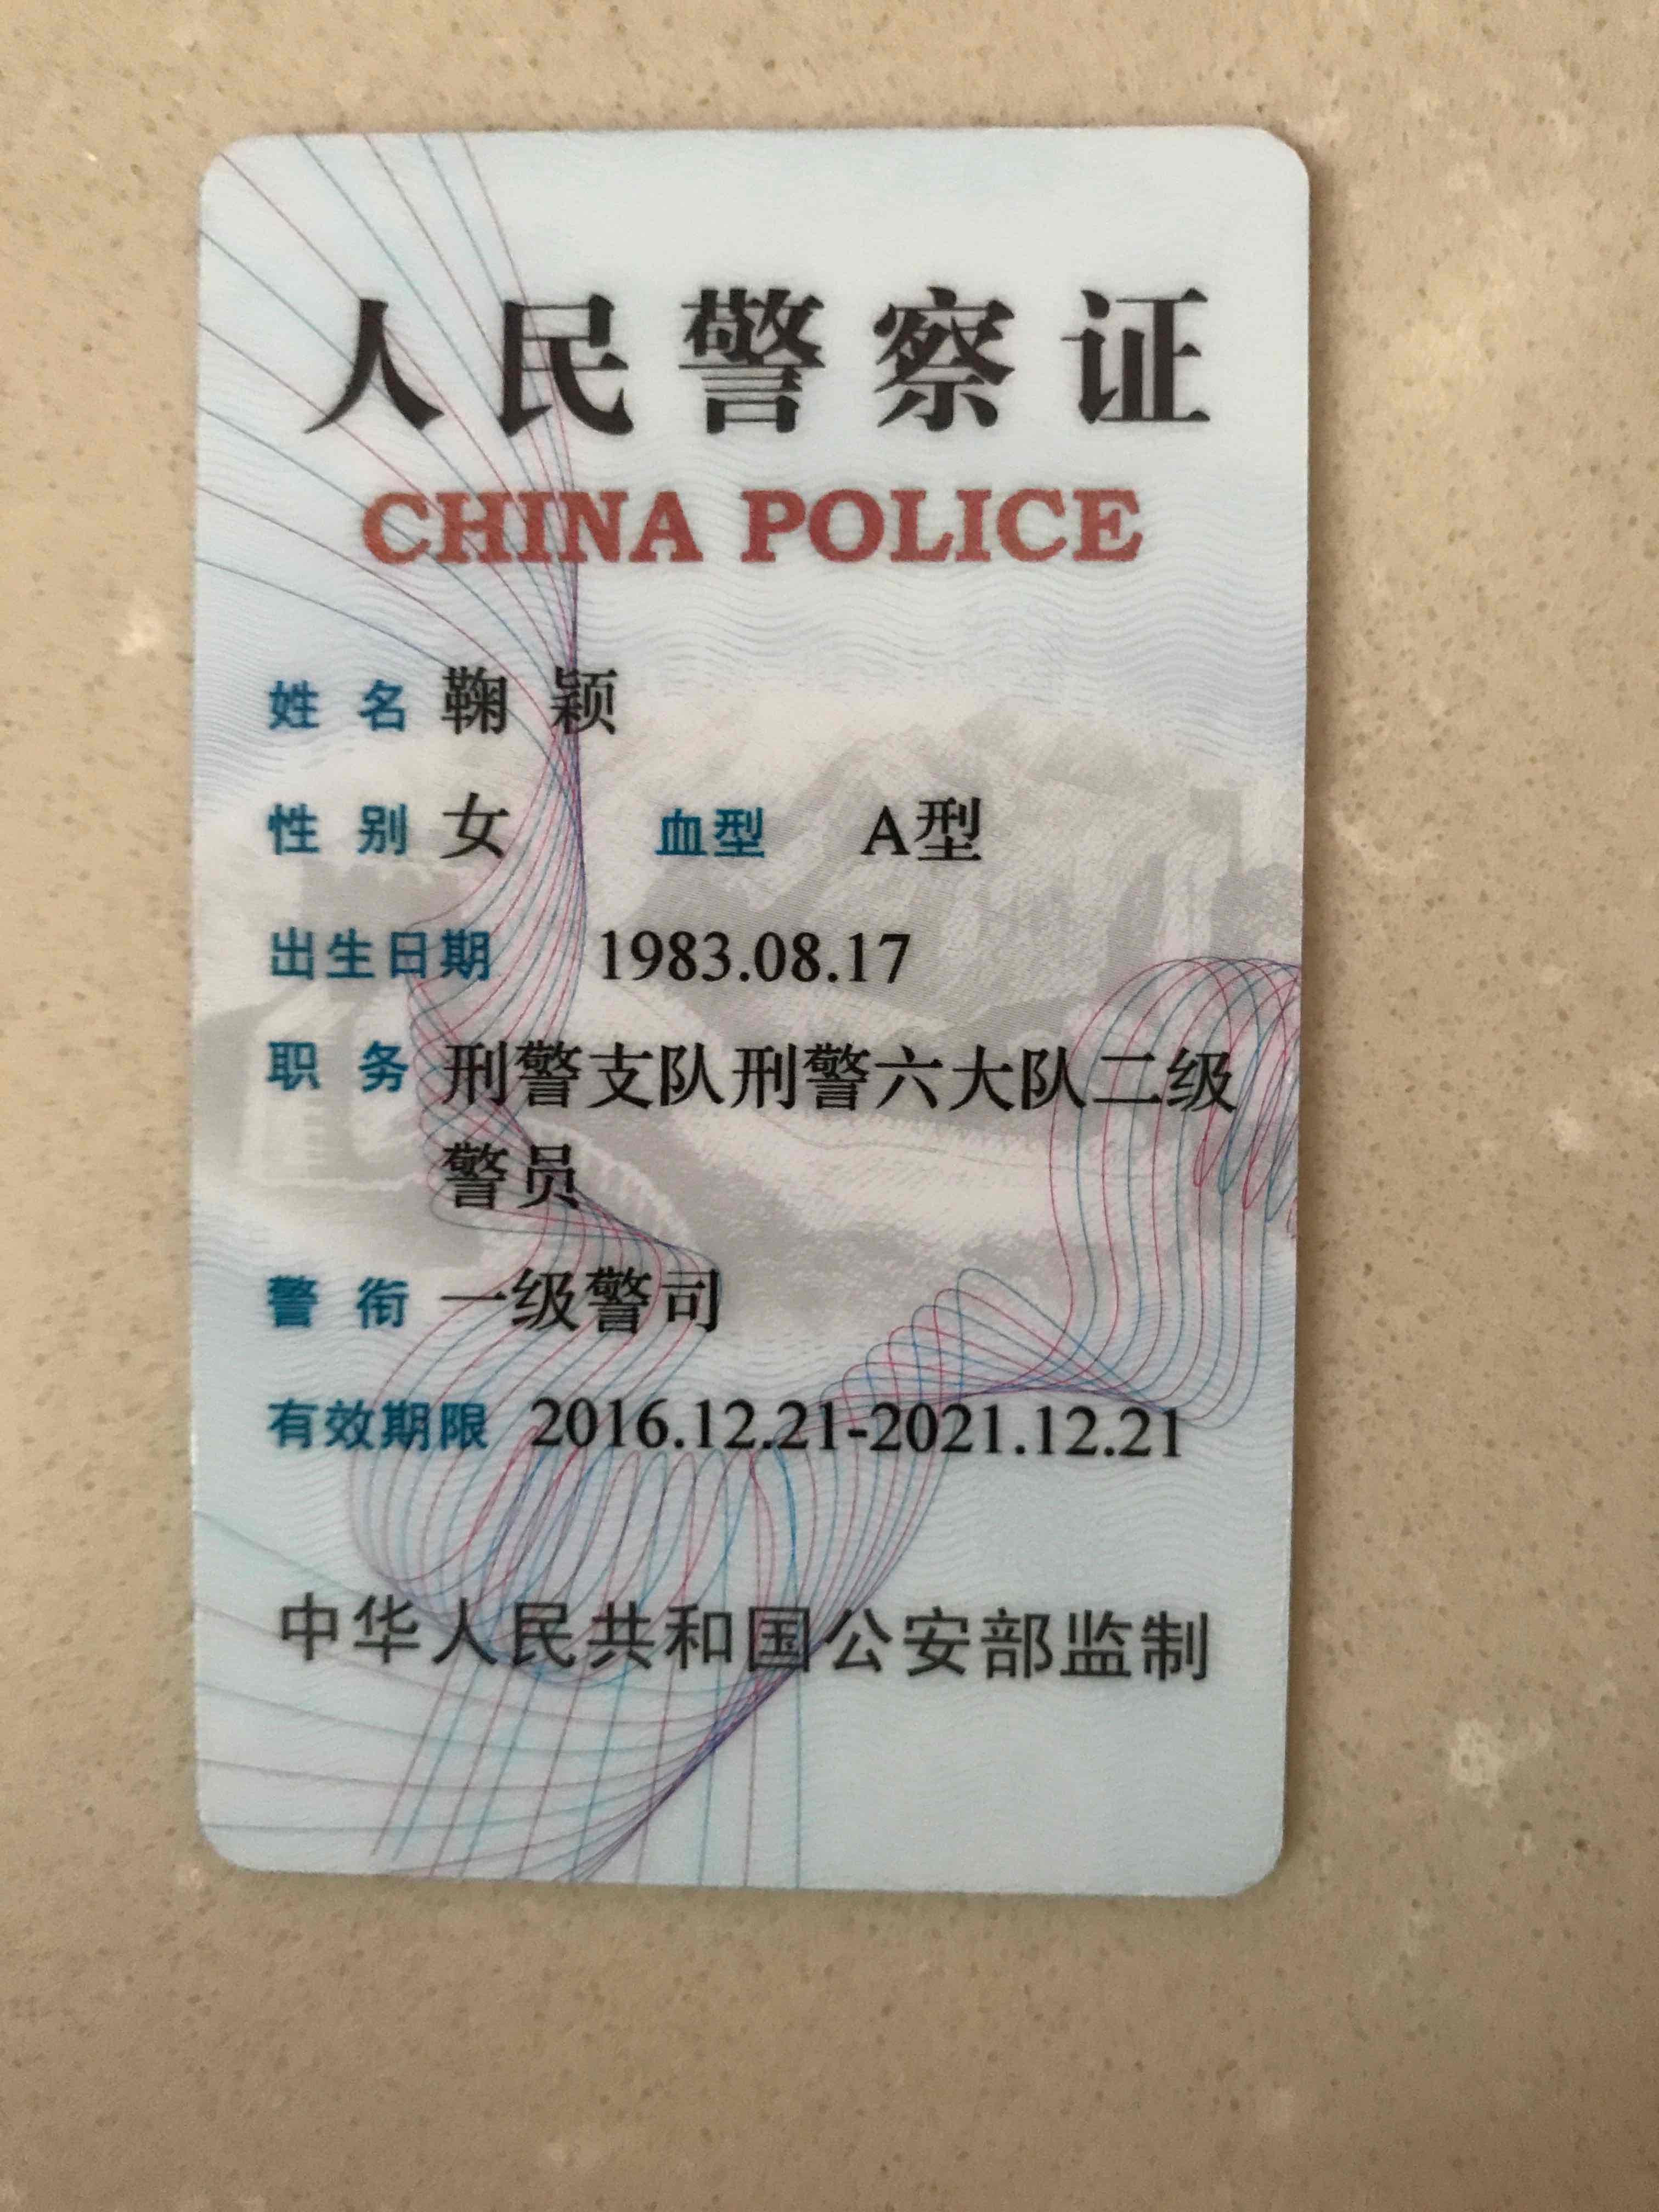 人民警察证
CHINA POLICE
姓 名 鞠 颖
性 别 女 血型 A型
出生日期 1983.08.17
职 务 刑警支队刑警六大队二级
警员
警 衔 一级警司
有效期限 2016.12.21-2021.12.21
中华人民共和国公安部监制